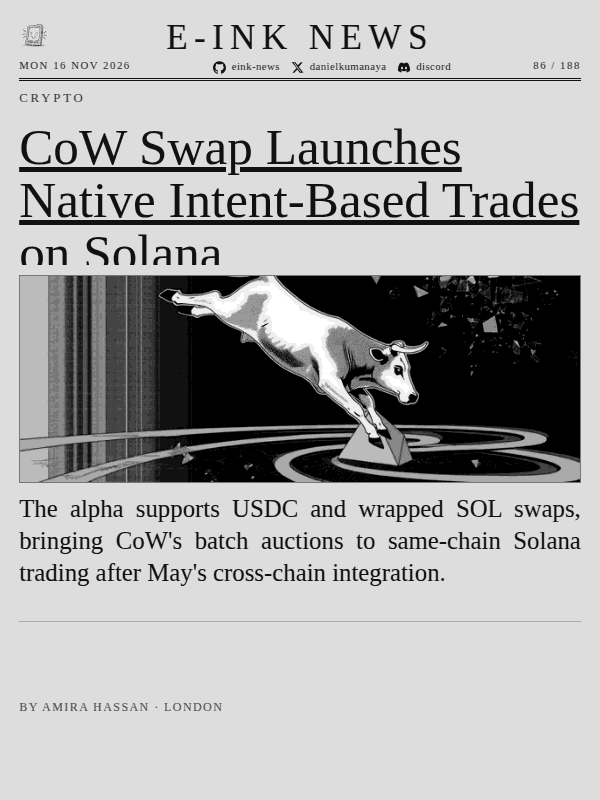 E-INK NEWS
MON 16 NOV 2026
eink-news danielkumanaya discord
86 / 188
CRYPTO
CoW Swap Launches
Native Intent-Based Trades
on Solana
The alpha supports USDC and wrapped SOL swaps,
bringing CoW's batch auctions to same-chain Solana
trading after May's cross-chain integration.
BY AMIRA HASSAN · LONDON